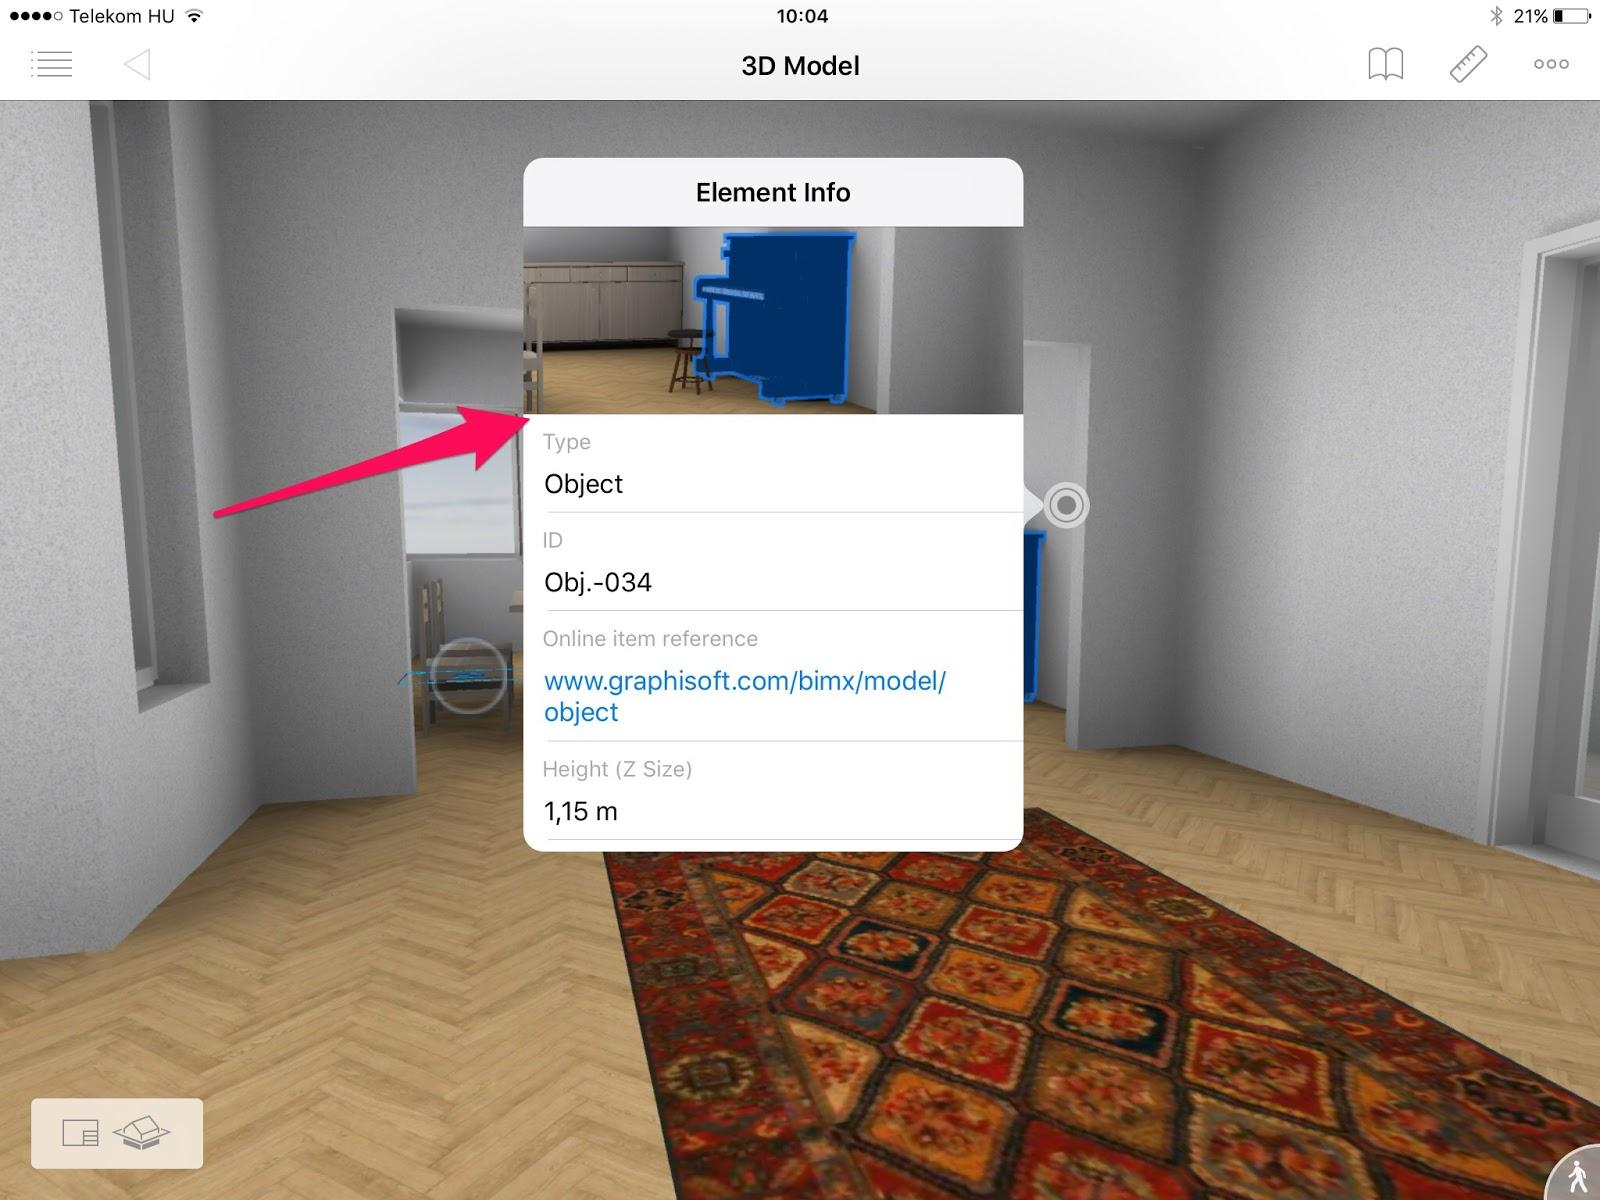 Telekom HU
10:04
21%
3D Model
Element Info
Type
Object
ID
Obj.-034
Online item reference
www.graphisoft.com/bimx/model/
object
Height (Z Size)
1,15 m